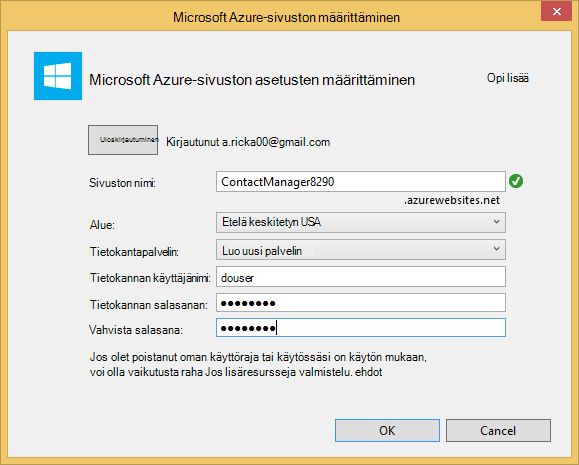 Microsoft Azure-sivuston määrittäminen
Microsoft Azure-sivuston asetusten määrittäminen
Opi lisää
Uloskirjautuminen
Kirjautunut a.ricka00@gmail.com
Sivuston nimi:
ContactManager8290
.azurewebsites.net
Alue:
Etelä keskitetyn USA
Tietokantapalvelin:
Luo uusi palvelin
Tietokannan käyttäjänimi:
douser
Tietokannan salasanan:
●●●●●●●●
Vahvista salasana:
●●●●●●●●
Jos olet poistanut oman käyttöraja tai käytössäsi on käytön mukaan,
voi olla vaikutusta raha Jos lisäresursseja valmistelu. ehdot
OK
Cancel